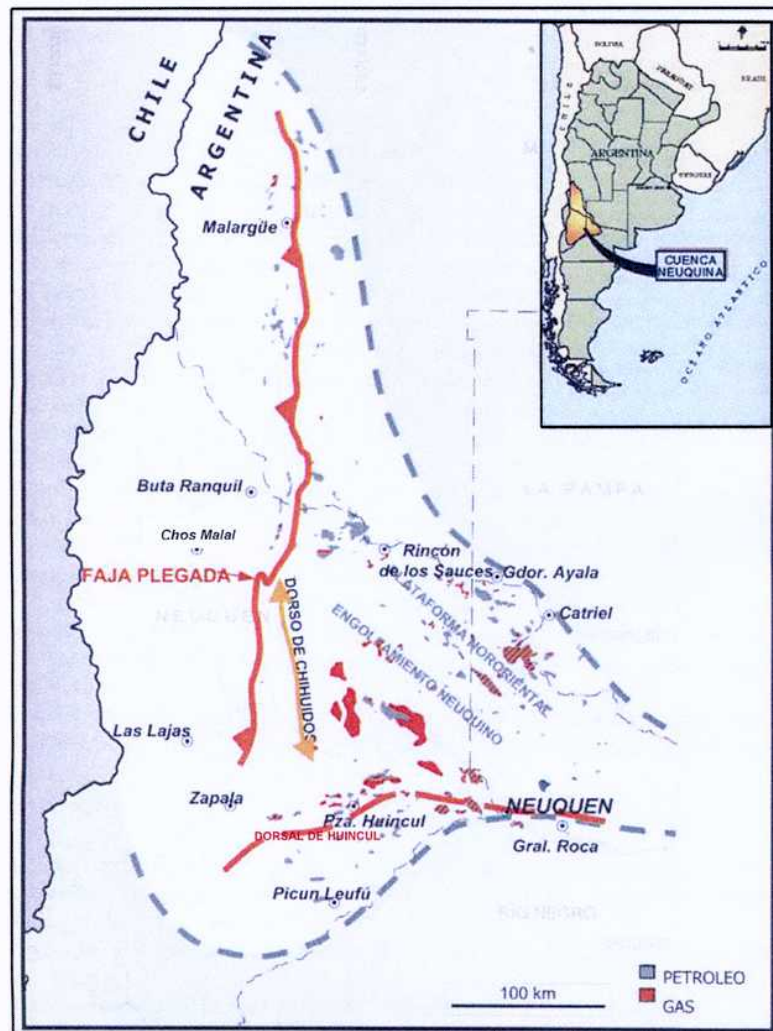 CHILE
ARGENTINA
Malargüe
Buta Ranquil
Chos Malal
FAJA PLEGADA
NEUQUEN
DORSO DE CHIHUIDOS
Rincón
de los Sauces
Gdor. Ayala
Catriel
LA PAMPA
PLATAFORMA NORORIENTAL
ENGOLFAMIENTO NEUQUINO
Las Lajas
Zapala
Pza. Huincul
DORSAL DE HUINCUL
NEUQUEN
Gral. Roca
Picun Leufú
RIO NEGRO
100 km
PETROLEO
GAS
BOLIVIA
PARAGUAY
BRAZIL
CHILE
ARGENTINA
CUENCA
NEUQUINA
OCEANO ATLANTICO